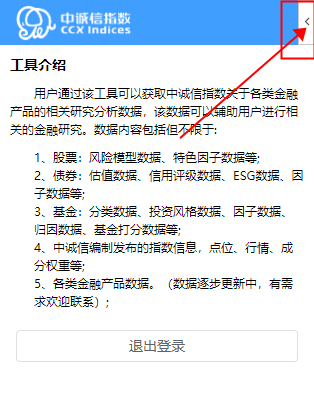 中诚信指数
CCX Indices
工具介绍
用户通过该工具可以获取中诚信指数关于各类金融
产品的相关研究分析数据，该数据可以辅助用户进行相
关的金融研究。数据内容包括但不限于:
1、股票：风险模型数据、特色因子数据等;
2、债券：估值数据、信用评级数据、ESG数据、因
子数据等;
3、基金：分类数据、投资风格数据、因子数据、
归因数据、基金打分数据等;
4、中诚信编制发布的指数信息，点位、行情、成
分权重等;
5、各类金融产品数据。（数据逐步更新中，有需
求欢迎联系）;
退出登录